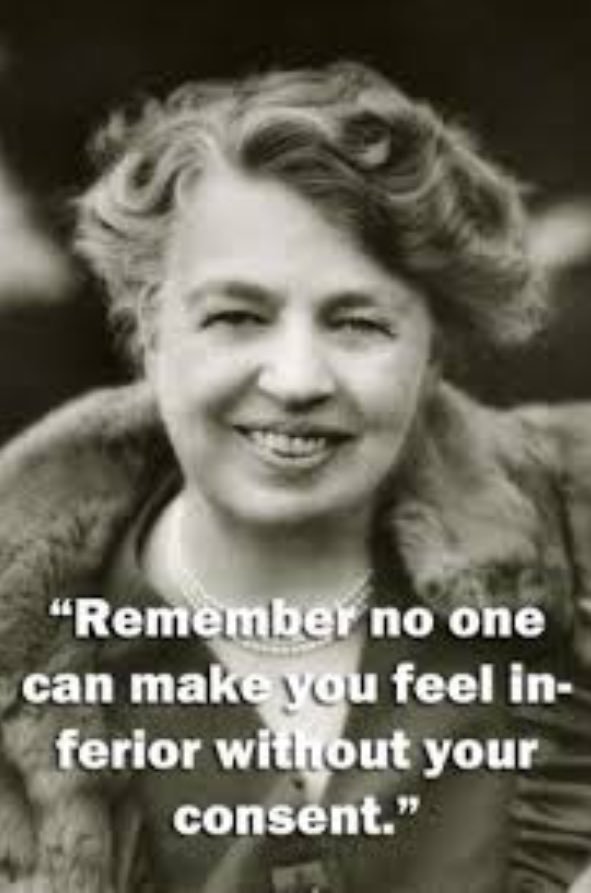 “Remember no one
can make you feel in-
ferior without your
consent.”